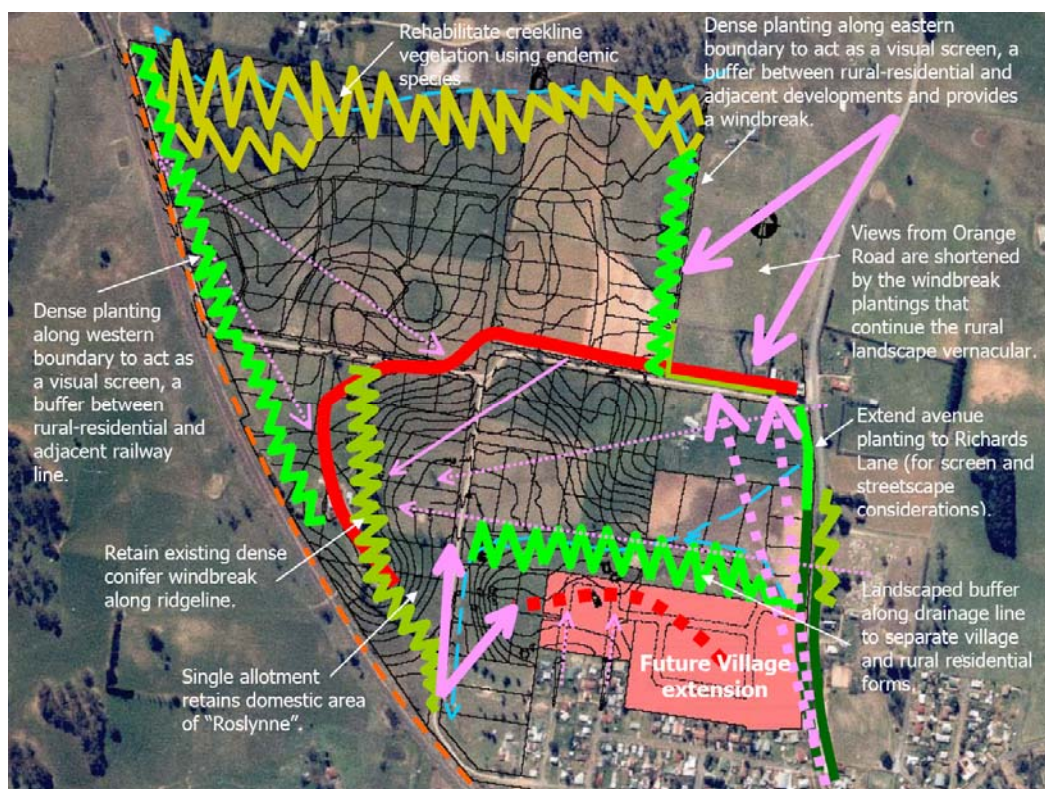 Rehabilitate creekline
vegetation using endemic
species
Dense planting along eastern
boundary to act as a visual screen, a
buffer between rural-residential and
adjacent developments and provides
a windbreak.
Views from Orange
Road are shortened
by the windbreak
plantings that
continue the rural
landscape vernacular.
Dense planting
along western
boundary to act as
a visual screen, a
buffer between
rural-residential and
adjacent railway
line.
Extend avenue
planting to Richards
Lane (for screen and
streetscape
considerations).
Retain existing dense
conifer windbreak
along ridgeline.
Landscaped buffer
along drainage line
to separate village
and rural residential
forms.
Single allotment
retains domestic area
of “Roslynne”.
Future Village
extension